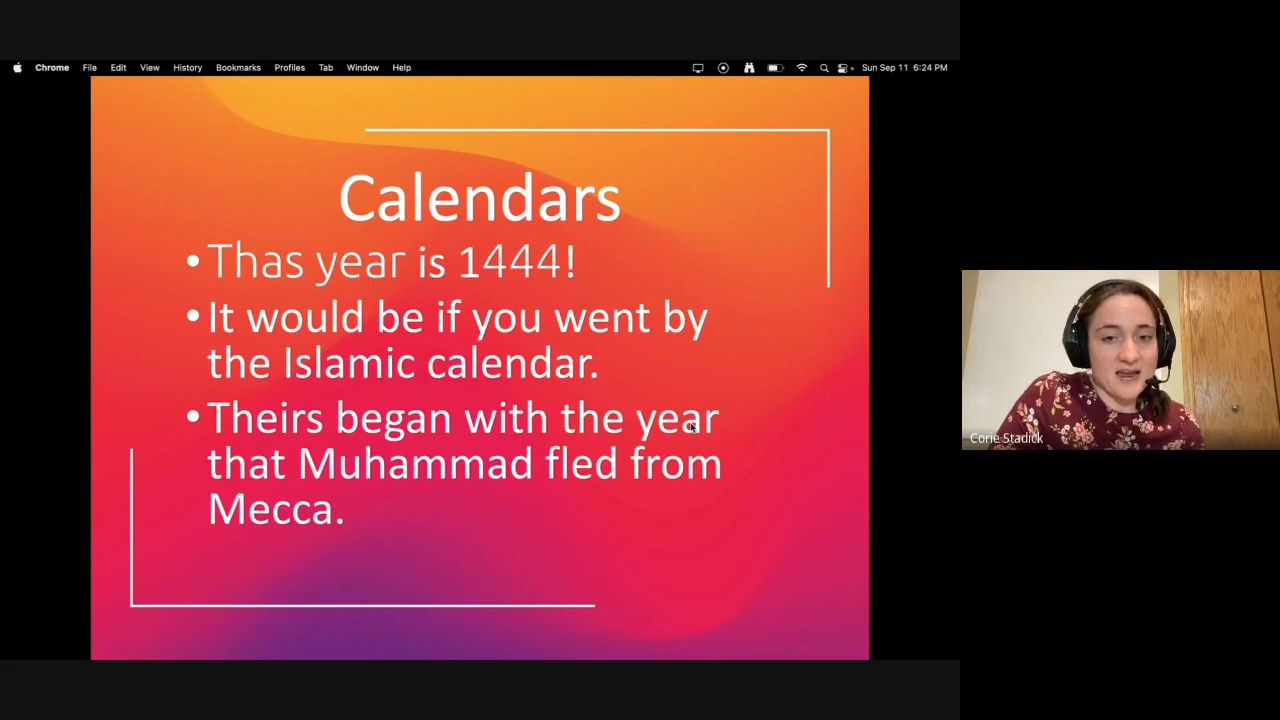 Chrome File Edit View History Bookmarks Profiles Tab Window Help Sun Sep 11 6:24 PM
Calendars
• Thas year is 1444!
• It would be if you went by
the Islamic calendar.
• Theirs began with the year
that Muhammad fled from
Mecca.
Corie Stadick